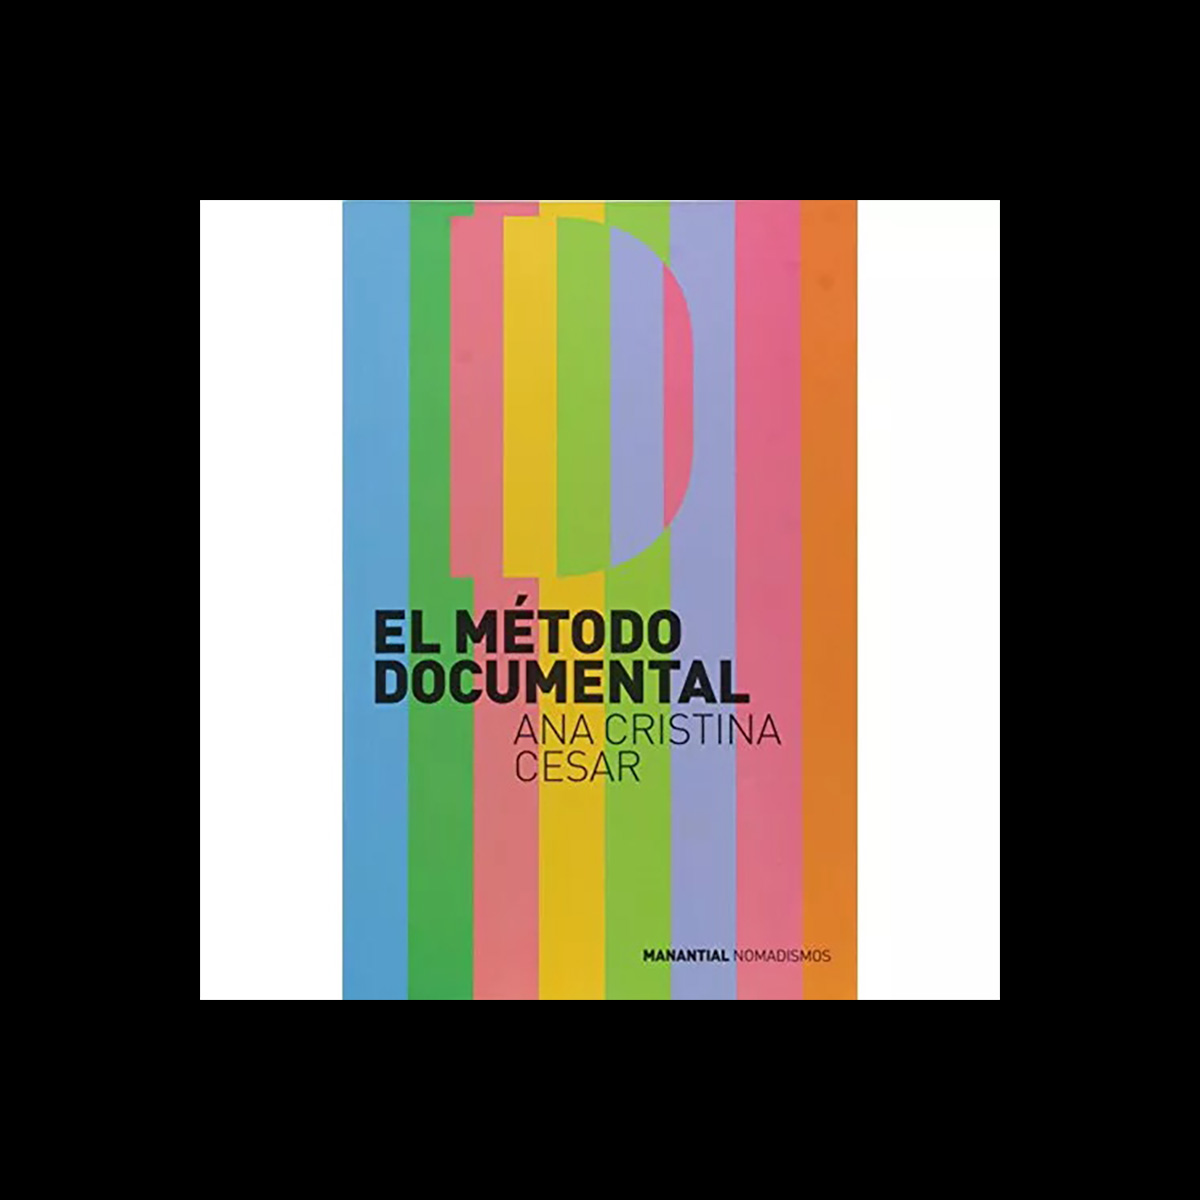 D
EL MÉTODO
DOCUMENTAL
ANA CRISTINA
CESAR
MANANTIAL NOMADISMOS